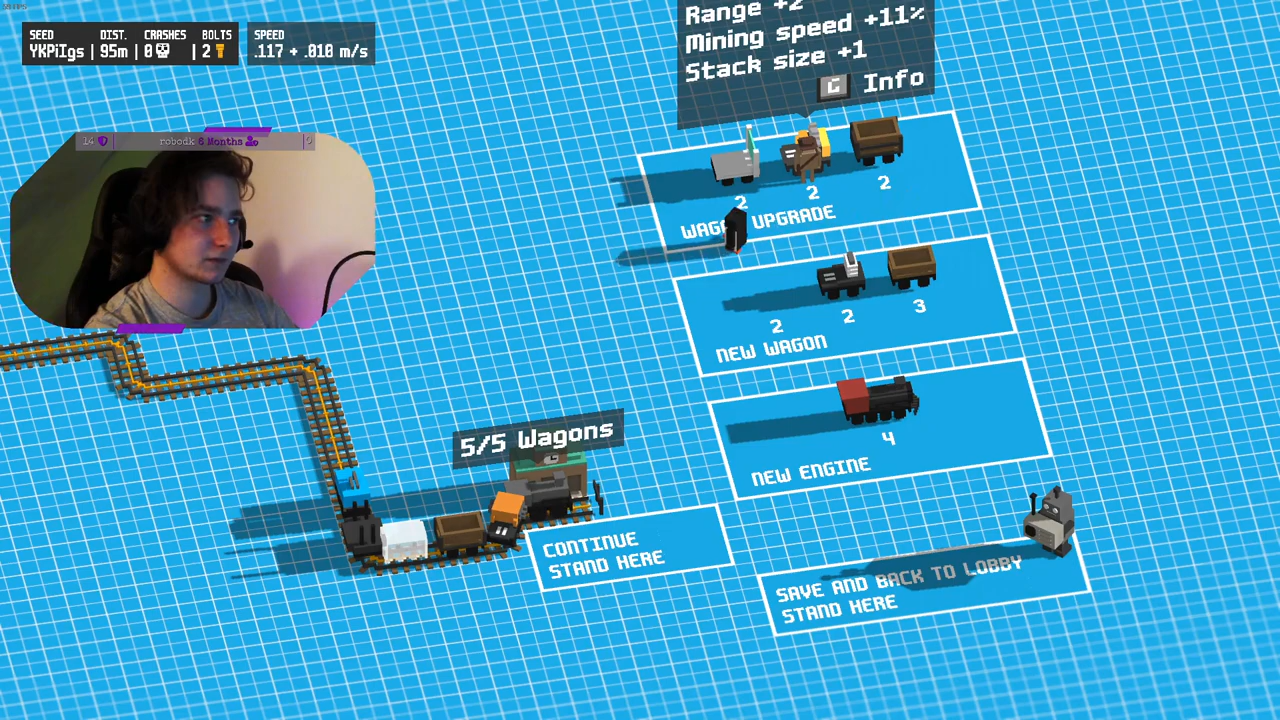 SEED DIST. CRASHES BOLTS
YKPiIgs | 95m | 0 | 2
SPEED
.117 + .010 m/s
Range +2
Mining speed +11%
Stack size +1
G Info
14 robodk 8 Months
2 2 2
WAGON UPGRADE
2 2 3
NEW WAGON
4
NEW ENGINE
5/5 Wagons
CONTINUE
STAND HERE
SAVE AND BACK TO LOBBY
STAND HERE